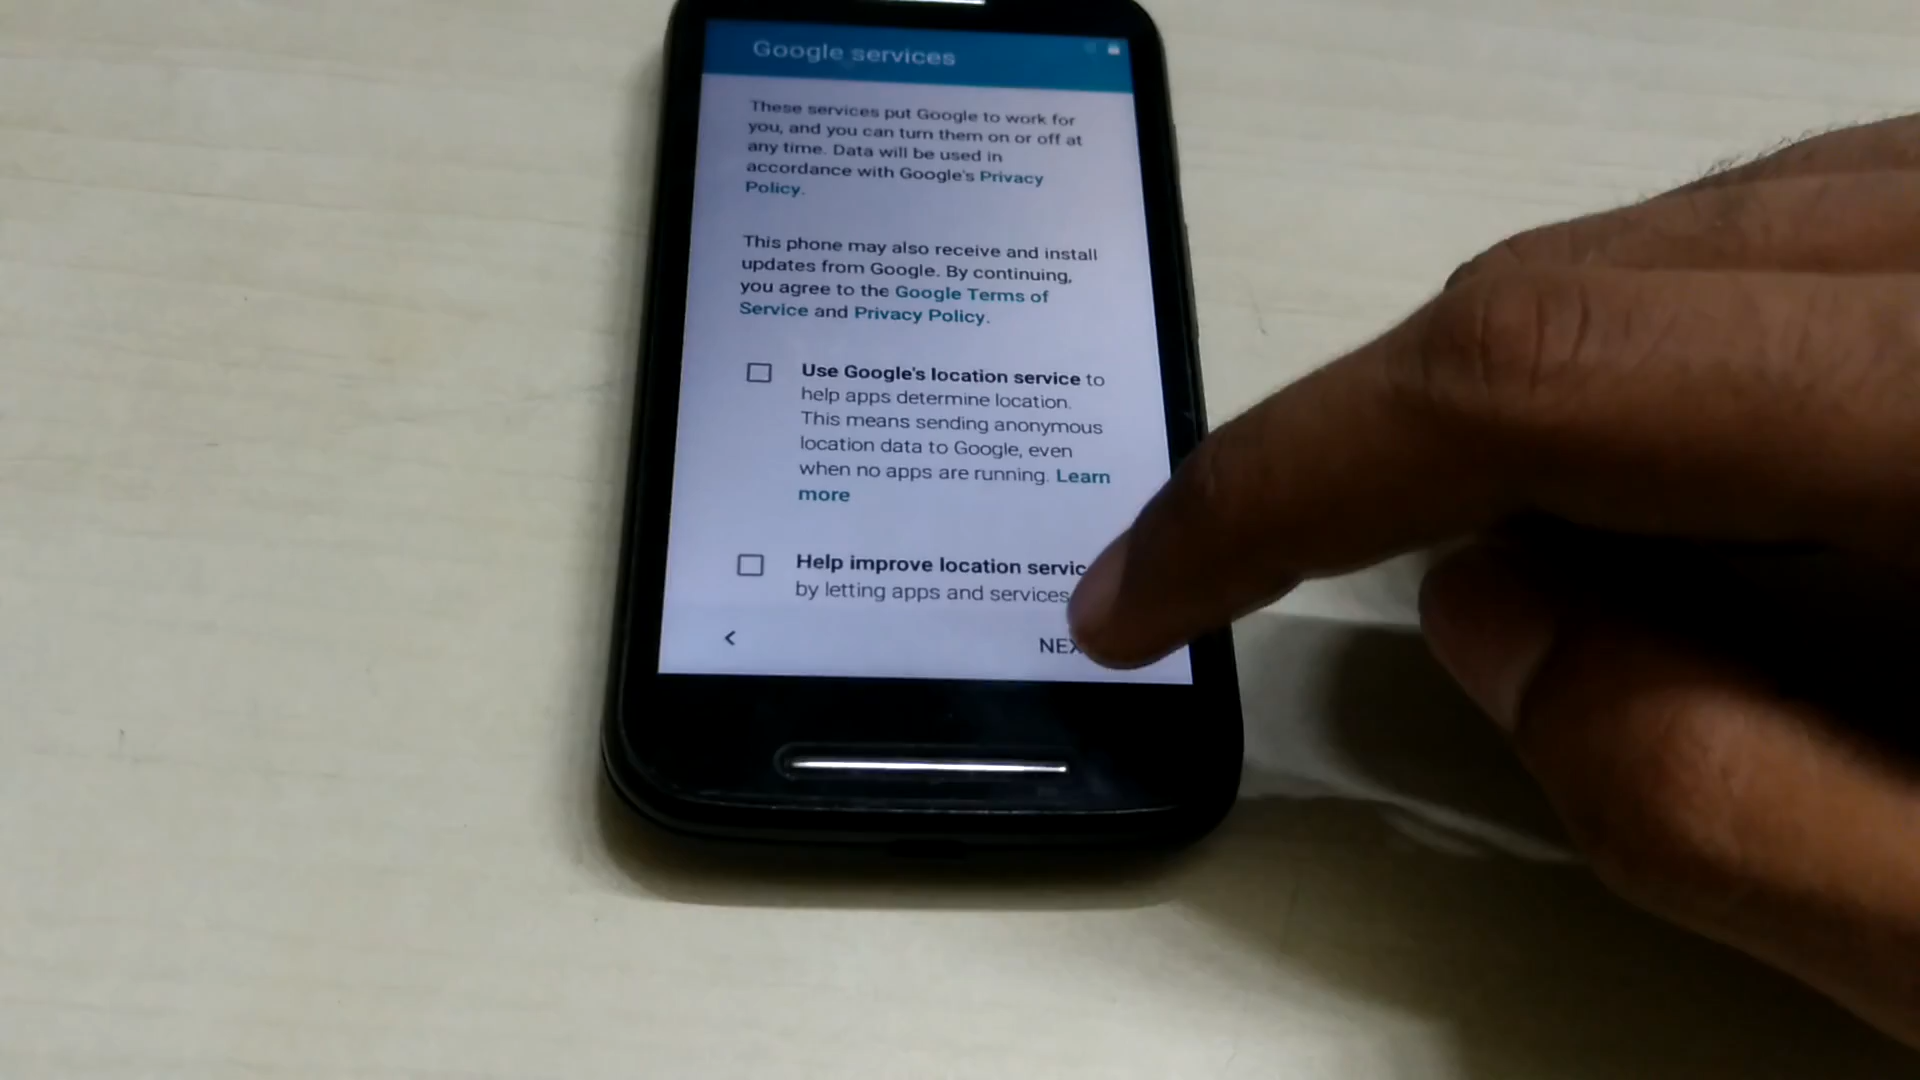 Google services
These services put Google to work for
you, and you can turn them on or off at
any time. Data will be used in
accordance with Google's Privacy
Policy.
This phone may also receive and install
updates from Google. By continuing,
you agree to the Google Terms of
Service and Privacy Policy.
Use Google's location service to
help apps determine location.
This means sending anonymous
location data to Google, even
when no apps are running. Learn
more
Help improve location servic
by letting apps and services
NEX